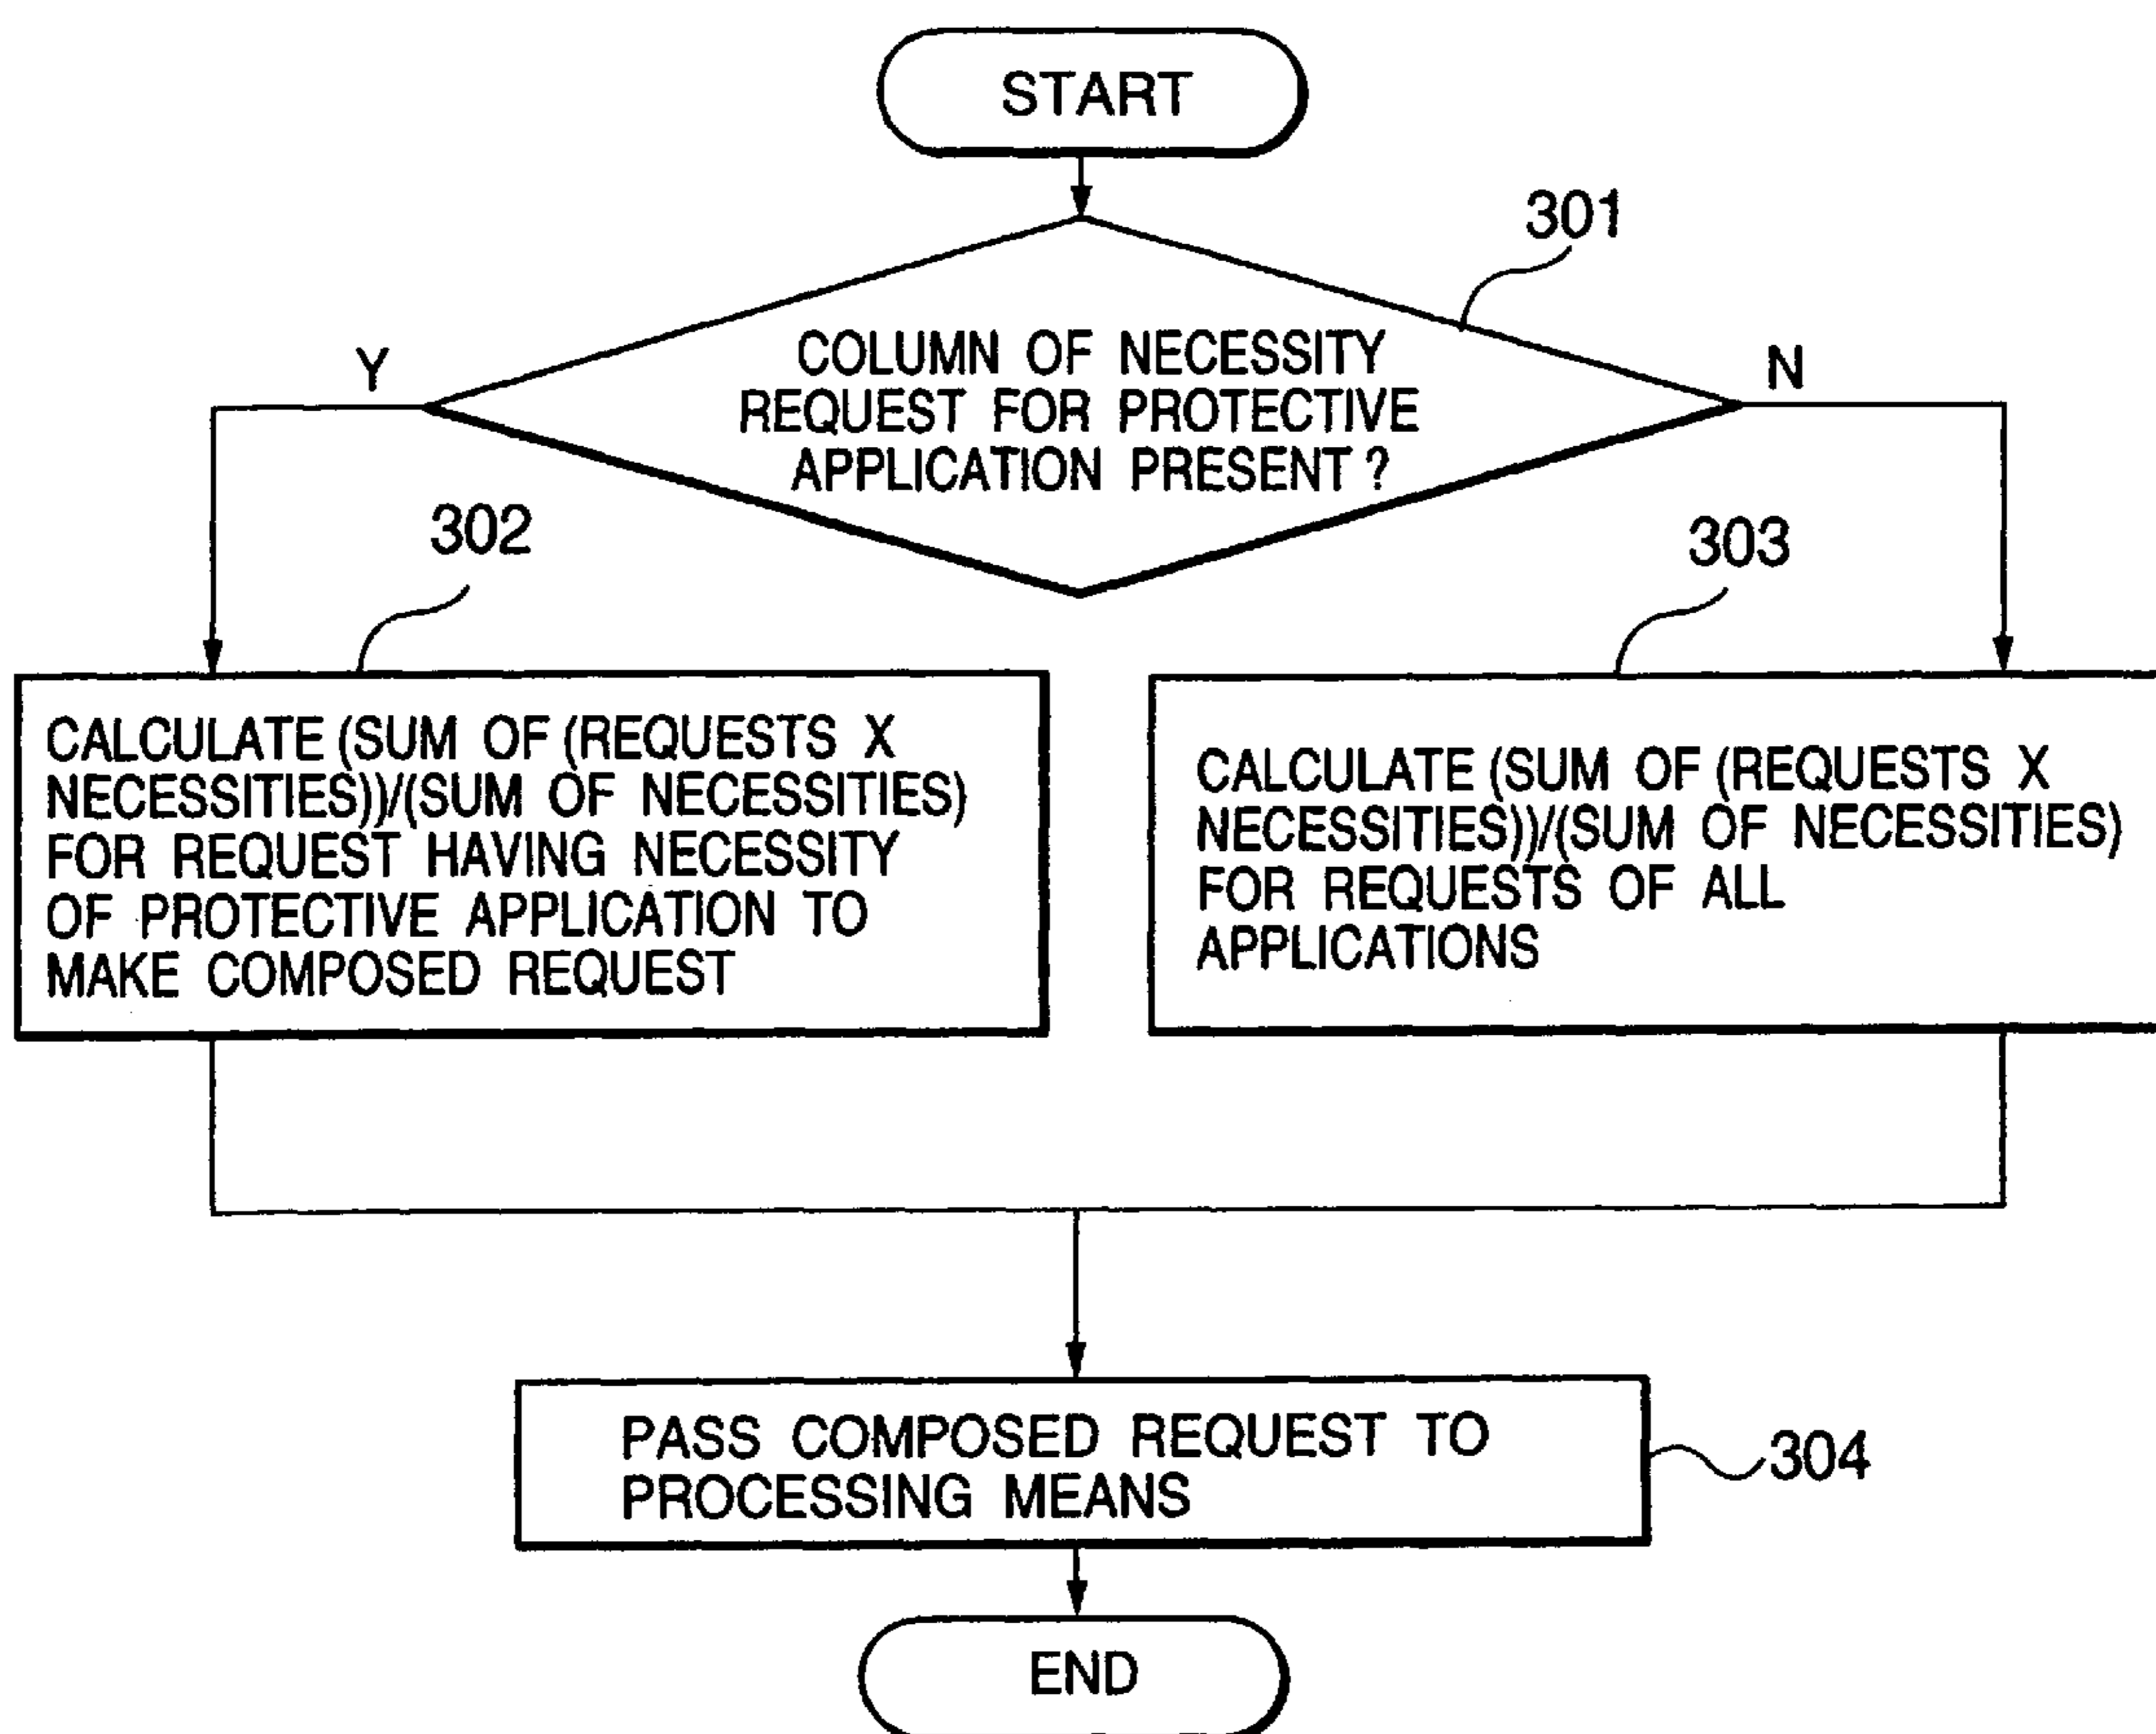 START
301
COLUMN OF NECESSITY
REQUEST FOR PROTECTIVE
APPLICATION PRESENT ?
Y
N
302
303
CALCULATE (SUM OF (REQUESTS X
NECESSITIES))/(SUM OF NECESSITIES)
FOR REQUEST HAVING NECESSITY
OF PROTECTIVE APPLICATION TO
MAKE COMPOSED REQUEST
CALCULATE (SUM OF (REQUESTS X
NECESSITIES))/(SUM OF NECESSITIES)
FOR REQUESTS OF ALL
APPLICATIONS
PASS COMPOSED REQUEST TO
PROCESSING MEANS
304
END